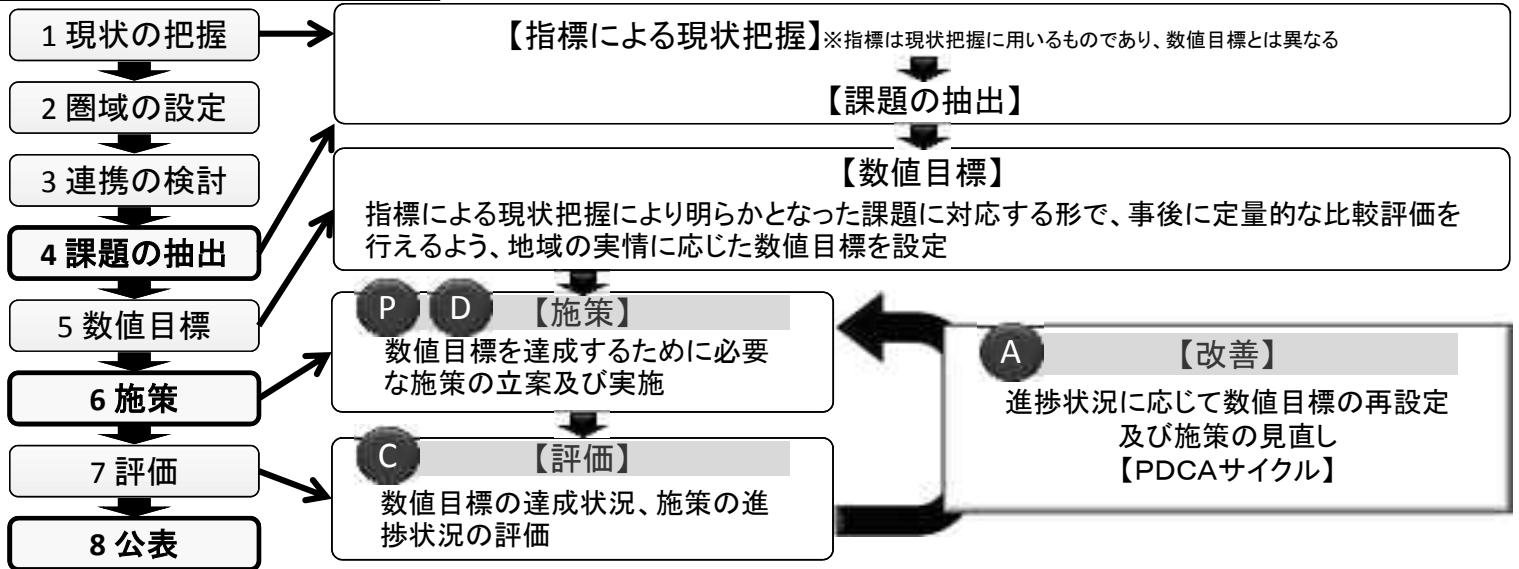 1 現状の把握
2 圏域の設定
3 連携の検討
4 課題の抽出
5 数値目標
6 施策
7 評価
8 公表
【指標による現状把握】※指標は現状把握に用いるものであり、数値目標とは異なる
【課題の抽出】
【数値目標】
指標による現状把握により明らかとなった課題に対応する形で、事後に定量的な比較評価を
行えるよう、地域の実情に応じた数値目標を設定
P D 【施策】
数値目標を達成するために必要
な施策の立案及び実施
C 【評価】
数値目標の達成状況、施策の進
捗状況の評価
A 【改善】
進捗状況に応じて数値目標の再設定
及び施策の見直し
【PDCAサイクル】